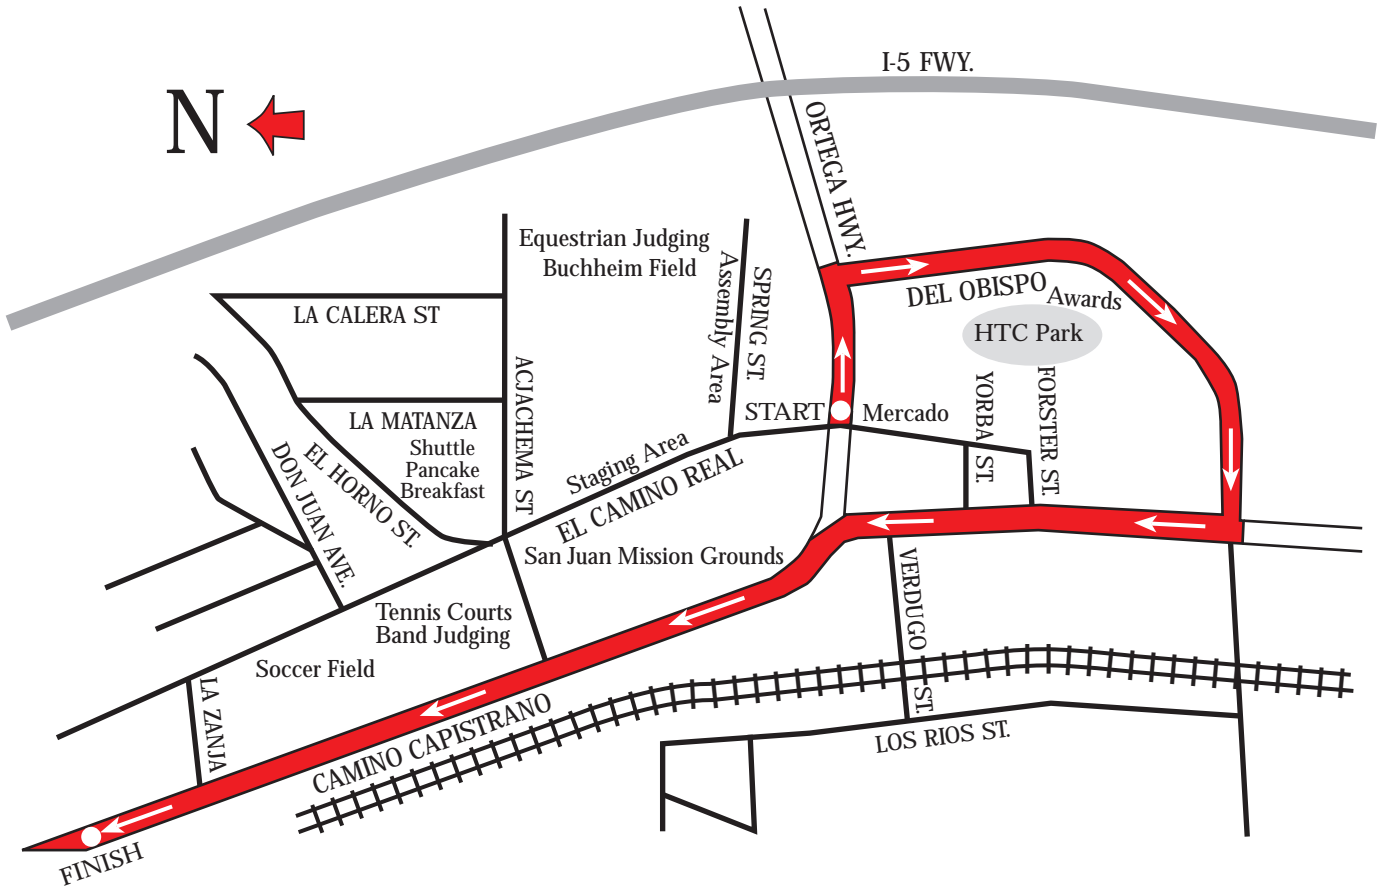 I-5 FWY.
N
ORTEGA HWY.
Equestrian Judging
Buchheim Field
Assembly Area
SPRING ST.
DEL OBISPO
Awards
HTC Park
LA CALERA ST
ACJACHEMA ST
YORBA ST.
FORSTER ST.
START
Mercado
LA MATANZA
Shuttle
Pancake
Breakfast
DON JUAN AVE.
EL HORNO ST.
Staging Area
EL CAMINO REAL
San Juan Mission Grounds
VERDUGO ST.
Tennis Courts
Band Judging
Soccer Field
LA ZANJA
CAMINO CAPISTRANO
LOS RIOS ST.
FINISH